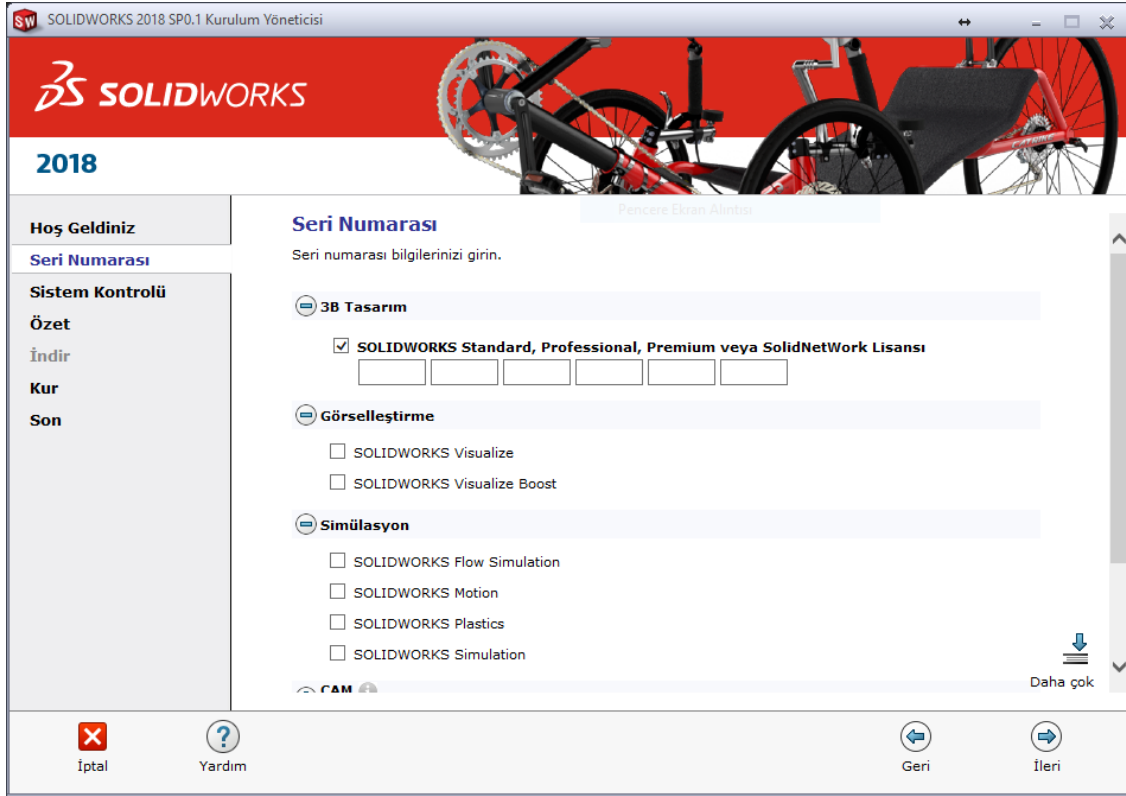 SOLIDWORKS 2018 SP0.1 Kurulum Yöneticisi
SOLIDWORKS
2018
Pencere Ekran Alıntısı
Hoş Geldiniz
Seri Numarası
Sistem Kontrolü
Özet
İndir
Kur
Son
Seri Numarası
Seri numarası bilgilerinizi girin.
3B Tasarım
SOLIDWORKS Standard, Professional, Premium veya SolidNetWork Lisansı
Görselleştirme
SOLIDWORKS Visualize
SOLIDWORKS Visualize Boost
Simülasyon
SOLIDWORKS Flow Simulation
SOLIDWORKS Motion
SOLIDWORKS Plastics
SOLIDWORKS Simulation
CAM
Daha çok
İptal
Yardım
Geri
İleri